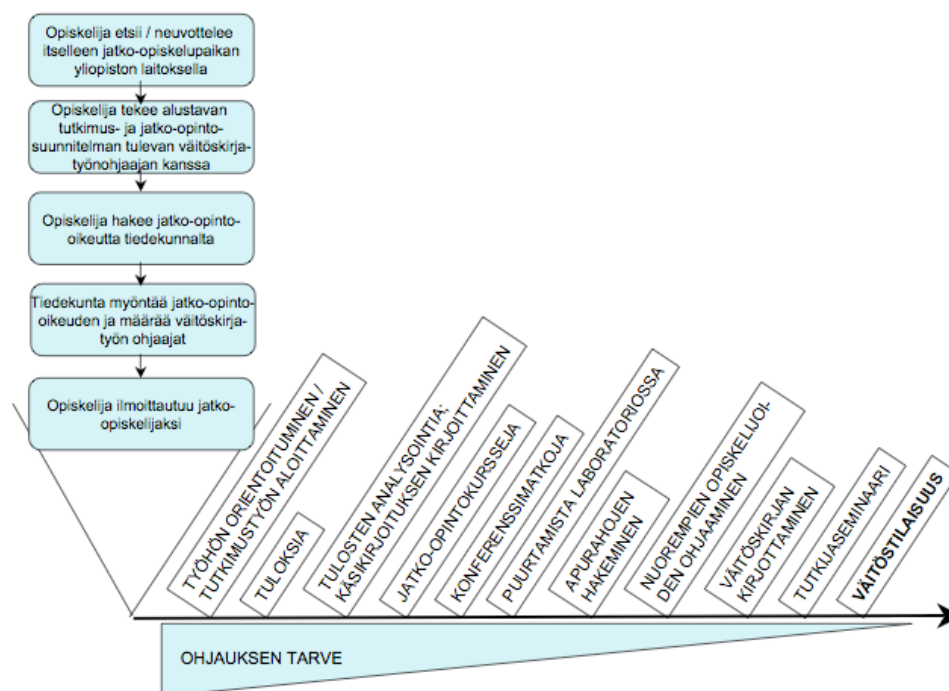 Opiskelija etsii / neuvottelee
itselleen jatko-opiskelupaikan
yliopiston laitoksella
Opiskelija tekee alustavan
tutkimus- ja jatko-opinto-
suunnitelman tulevan väitöskirja-
työnohjaajan kanssa
Opiskelija hakee jatko-opinto-
oikeutta tiedekunnalta
Tiedekunta myöntää jatko-opinto-
oikeuden ja määrää väitöskirja-
työn ohjaajat
Opiskelija ilmoittautuu jatko-
opiskelijaksi
TYÖHÖN ORIENTOITUMINEN /
TUTKIMUSTYÖN ALOITTAMINEN
TULOKSIA
TULOSTEN ANALYSOINTIA;
KÄSIKIRJOITUKSEN KIRJOITTAMINEN
JATKO-OPINTOKURSSEJA
KONFERENSSIMATKOJA
PUURTAMISTA LABORATORIOSSA
APURAHOJEN
HAKEMINEN
NUOREMPIEN OPISKELIJOI-
DEN OHJAAMINEN
VÄITÖSKIRJAN
KIRJOTTAMINEN
TUTKIJASEMINAARI
VÄITÖSTILAISUUS
OHJAUKSEN TARVE